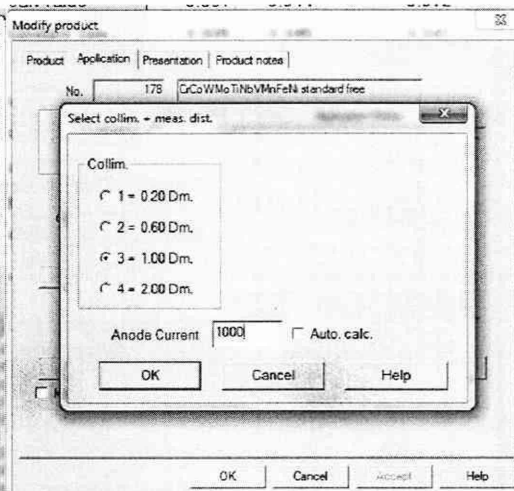 Modify product
Product Application Presentation Product notes
No. 178 CrCoWMoTiNbVMnFeNi standard free
Select collim. + meas. dist.
Collim.
1 = 0.20 Dm.
2 = 0.60 Dm.
3 = 1.00 Dm.
4 = 2.00 Dm.
Anode Current 1000 Auto. calc.
OK Cancel Help
OK Cancel Accept Help